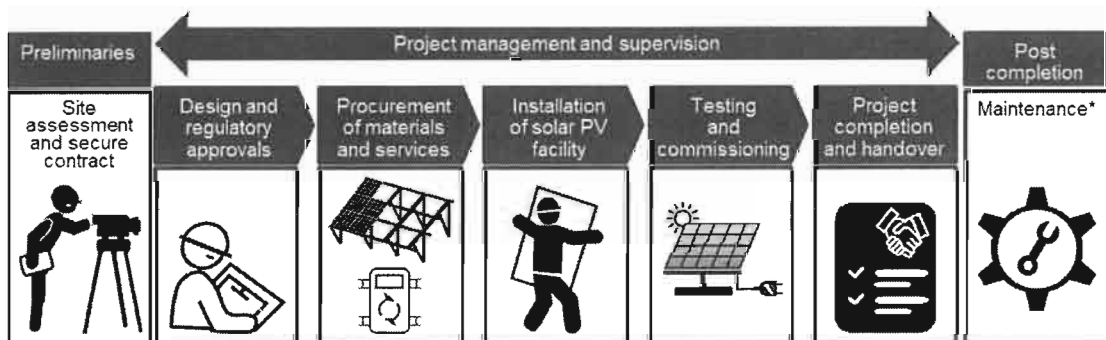 Preliminaries
Project management and supervision
Post
completion
Site
assessment
and secure
contract
Design and
regulatory
approvals
Procurement
of materials
and services
Installation
of solar PV
facility
Testing
and
commissioning
Project
completion
and handover
Maintenance*